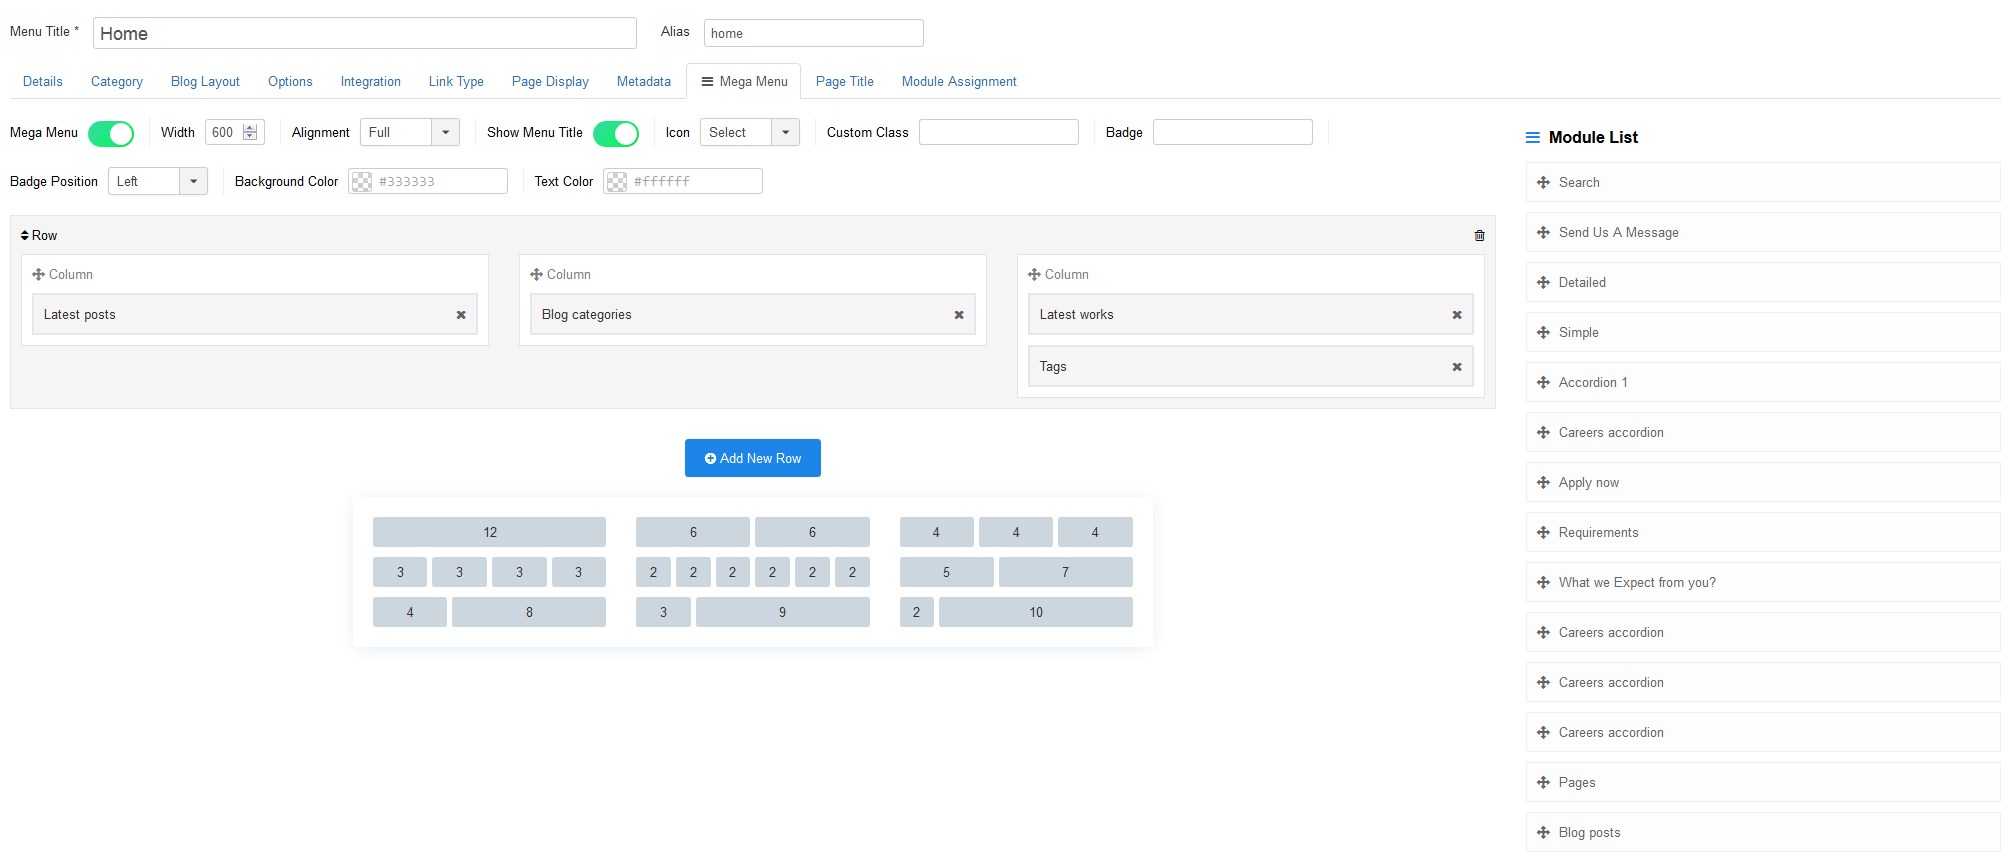 Menu Title * Home Alias home
Details Category Blog Layout Options Integration Link Type Page Display Metadata Mega Menu Page Title Module Assignment
Mega Menu Width 600 Alignment Full Show Menu Title Icon Select Custom Class Badge
Badge Position Left Background Color #333333 Text Color #ffffff
Row
Column Column Column
Latest posts Blog categories Latest works
Tags
Add New Row
12 6 6 4 4 4
3 3 3 3 2 2 2 2 2 2 5 7
4 8 3 9 2 10
Module List
Search
Send Us A Message
Detailed
Simple
Accordion 1
Careers accordion
Apply now
Requirements
What we Expect from you?
Careers accordion
Careers accordion
Careers accordion
Pages
Blog posts